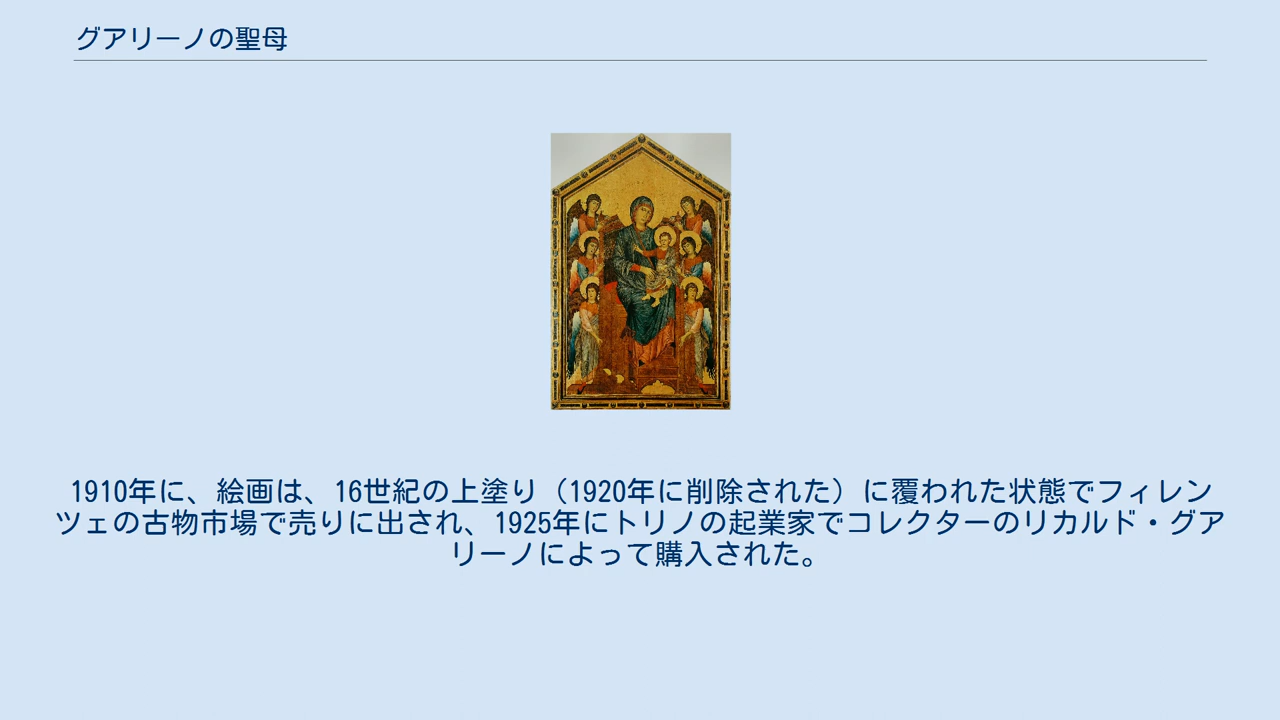 グアリーノの聖母
1910年に、絵画は、16世紀の上塗り（1920年に削除された）に覆われた状態でフィレン
ツェの古物市場で売りに出され、1925年にトリノの起業家でコレクターのリカルド・グア
リーノによって購入された。